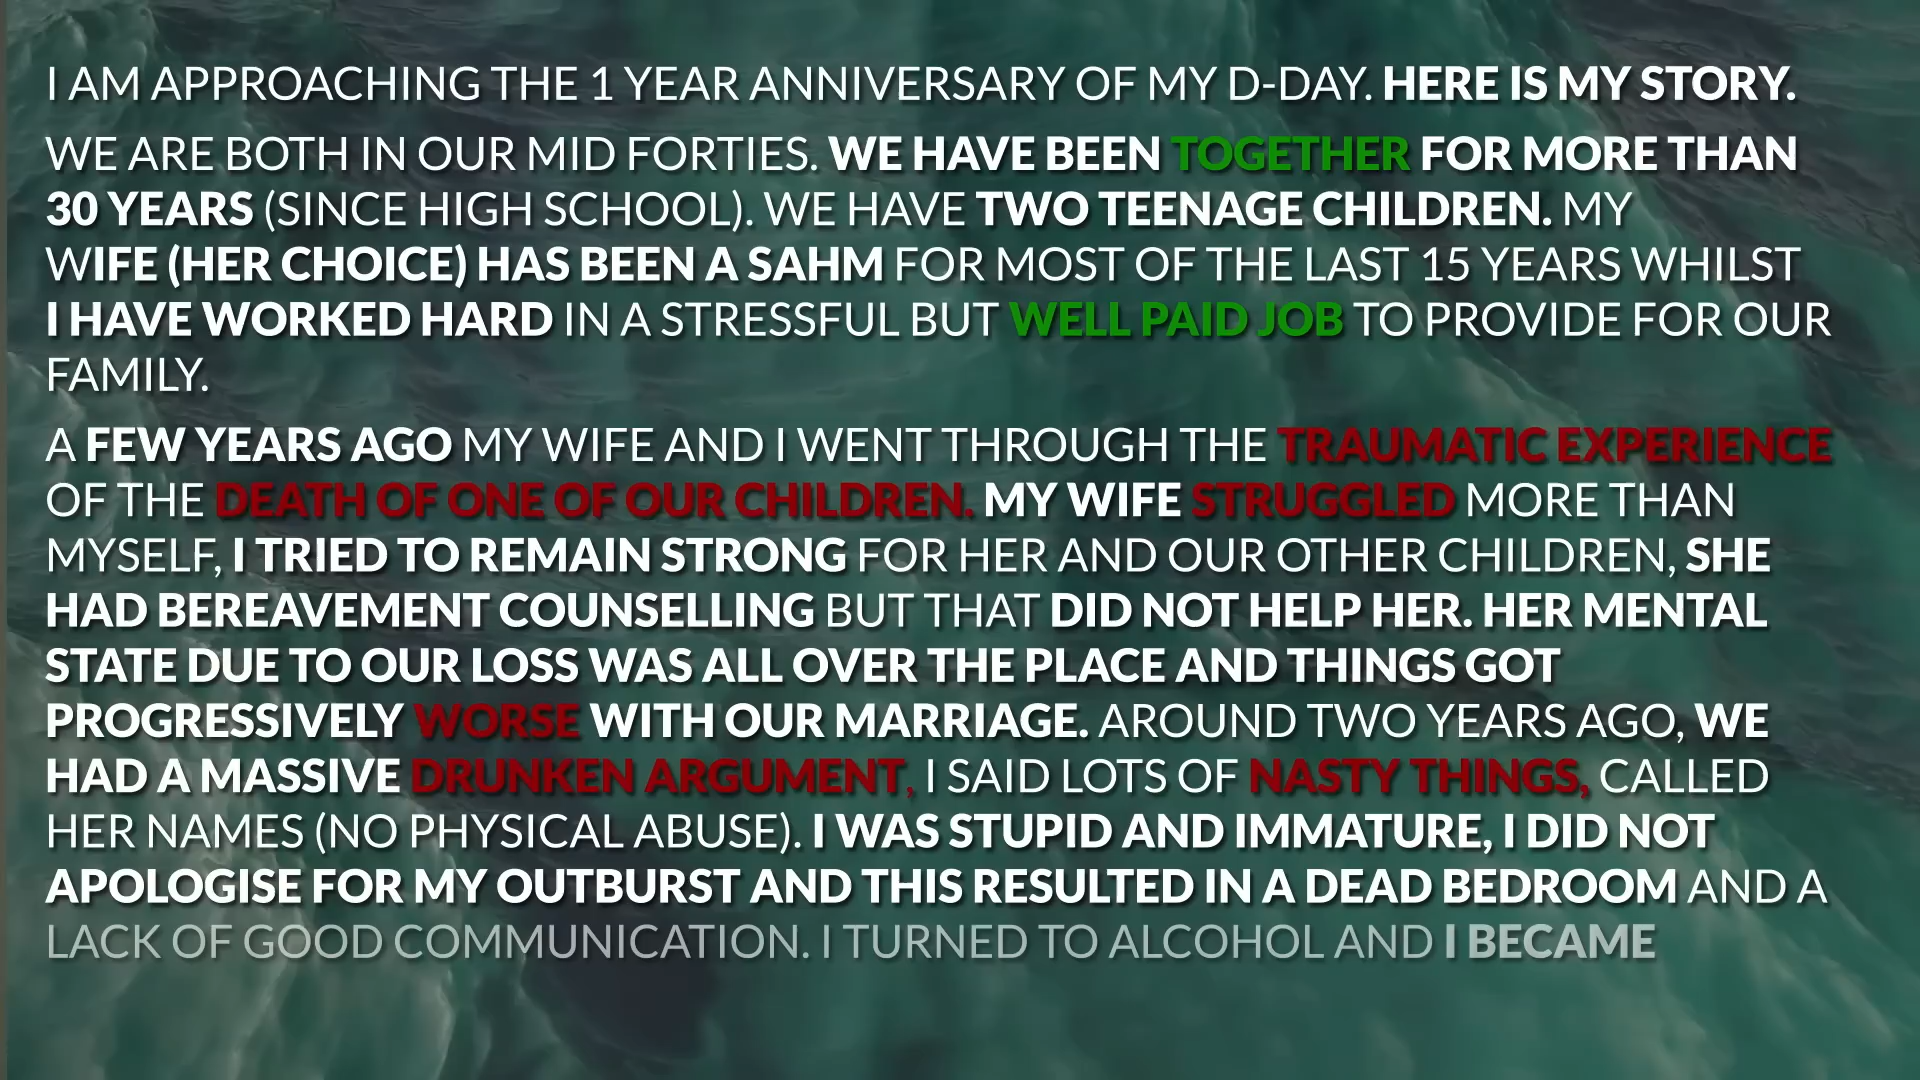 I AM APPROACHING THE 1 YEAR ANNIVERSARY OF MY D-DAY. HERE IS MY STORY.
WE ARE BOTH IN OUR MID FORTIES. WE HAVE BEEN TOGETHER FOR MORE THAN
30 YEARS (SINCE HIGH SCHOOL). WE HAVE TWO TEENAGE CHILDREN. MY
WIFE (HER CHOICE) HAS BEEN A SAHM FOR MOST OF THE LAST 15 YEARS WHILST
I HAVE WORKED HARD IN A STRESSFUL BUT WELL PAID JOB TO PROVIDE FOR OUR
FAMILY.
A FEW YEARS AGO MY WIFE AND I WENT THROUGH THE TRAUMATIC EXPERIENCE
OF THE DEATH OF ONE OF OUR CHILDREN. MY WIFE STRUGGLED MORE THAN
MYSELF, I TRIED TO REMAIN STRONG FOR HER AND OUR OTHER CHILDREN, SHE
HAD BEREAVEMENT COUNSELLING BUT THAT DID NOT HELP HER. HER MENTAL
STATE DUE TO OUR LOSS WAS ALL OVER THE PLACE AND THINGS GOT
PROGRESSIVELY WORSE WITH OUR MARRIAGE. AROUND TWO YEARS AGO, WE
HAD A MASSIVE DRUNKEN ARGUMENT, I SAID LOTS OF NASTY THINGS, CALLED
HER NAMES (NO PHYSICAL ABUSE). I WAS STUPID AND IMMATURE, I DID NOT
APOLOGISE FOR MY OUTBURST AND THIS RESULTED IN A DEAD BEDROOM AND A
LACK OF GOOD COMMUNICATION. I TURNED TO ALCOHOL AND I BECAME